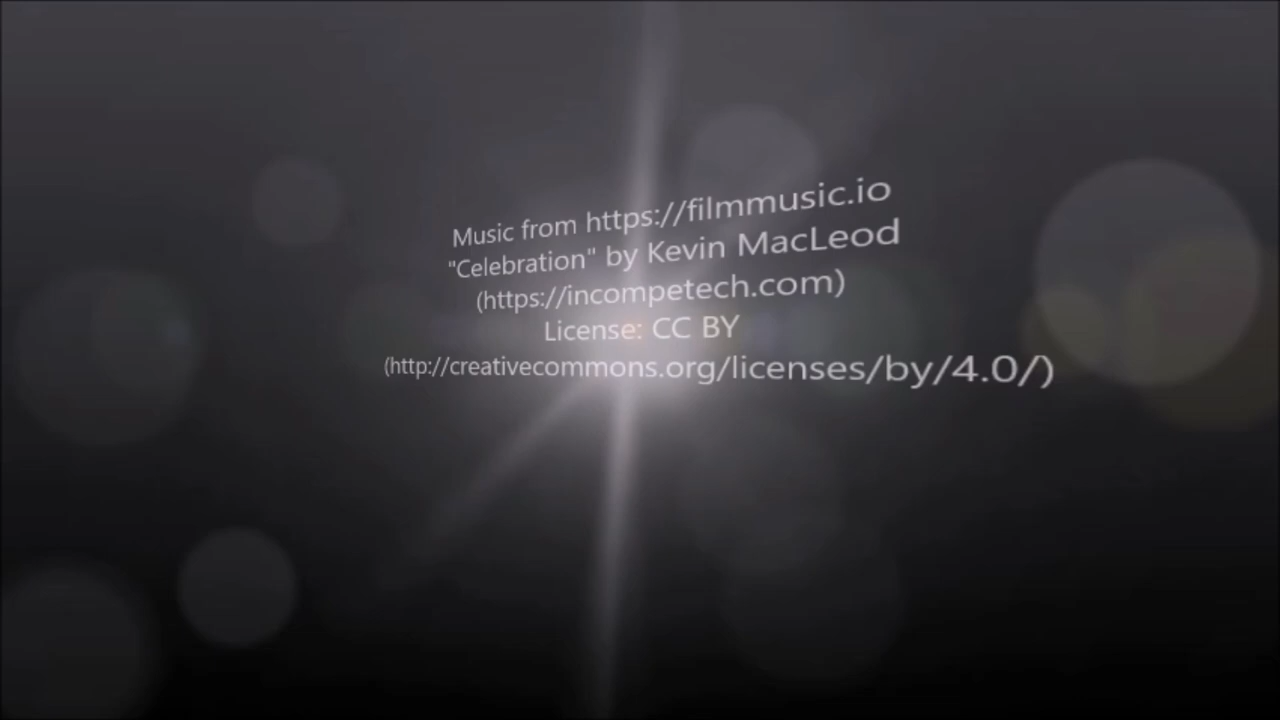 Music from https://filmmusic.io
"Celebration" by Kevin MacLeod
(https://incompetech.com)
License: CC BY
(http://creativecommons.org/licenses/by/4.0/)